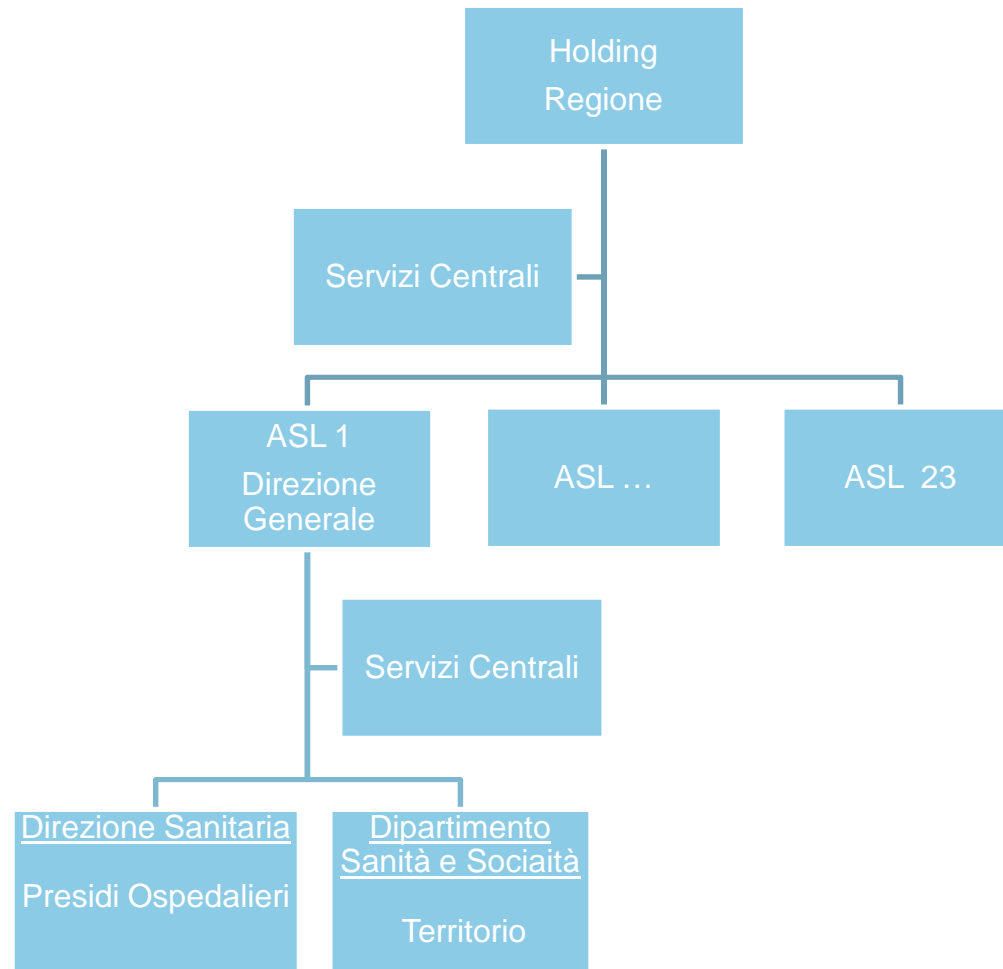 Holding
Regione
Servizi Centrali
ASL 1
Direzione
Generale
ASL …
ASL 23
Servizi Centrali
Direzione Sanitaria
Presidi Ospedalieri
Dipartimento
Sanità e Sociaità
Territorio